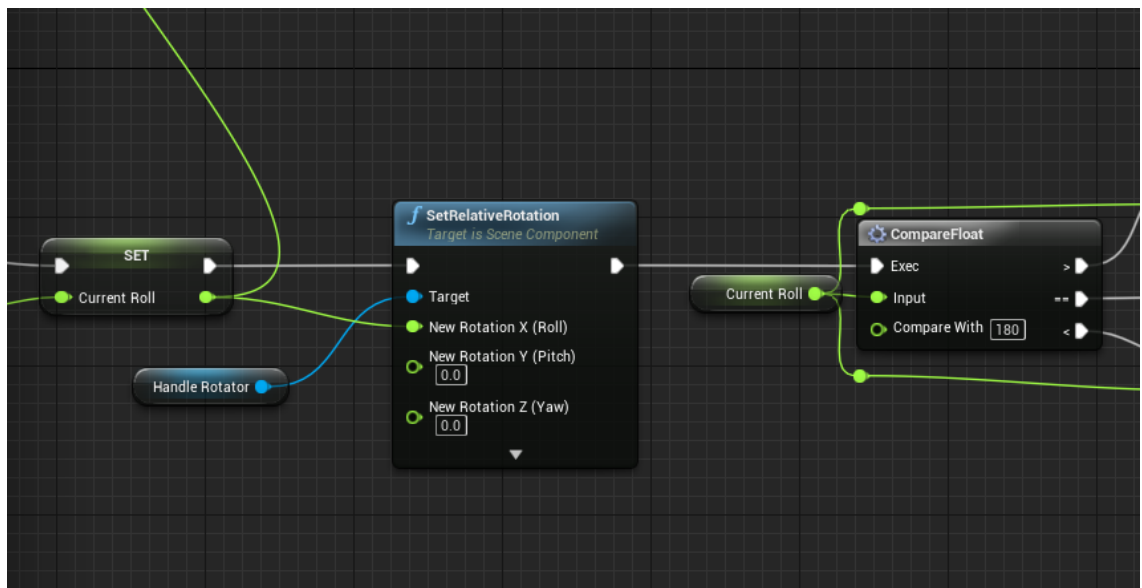 SET
Current Roll
Handle Rotator
SetRelativeRotation
Target is Scene Component
Target
New Rotation X (Roll)
New Rotation Y (Pitch)
0.0
New Rotation Z (Yaw)
0.0
Current Roll
CompareFloat
Exec >
Input ==
Compare With 180 <